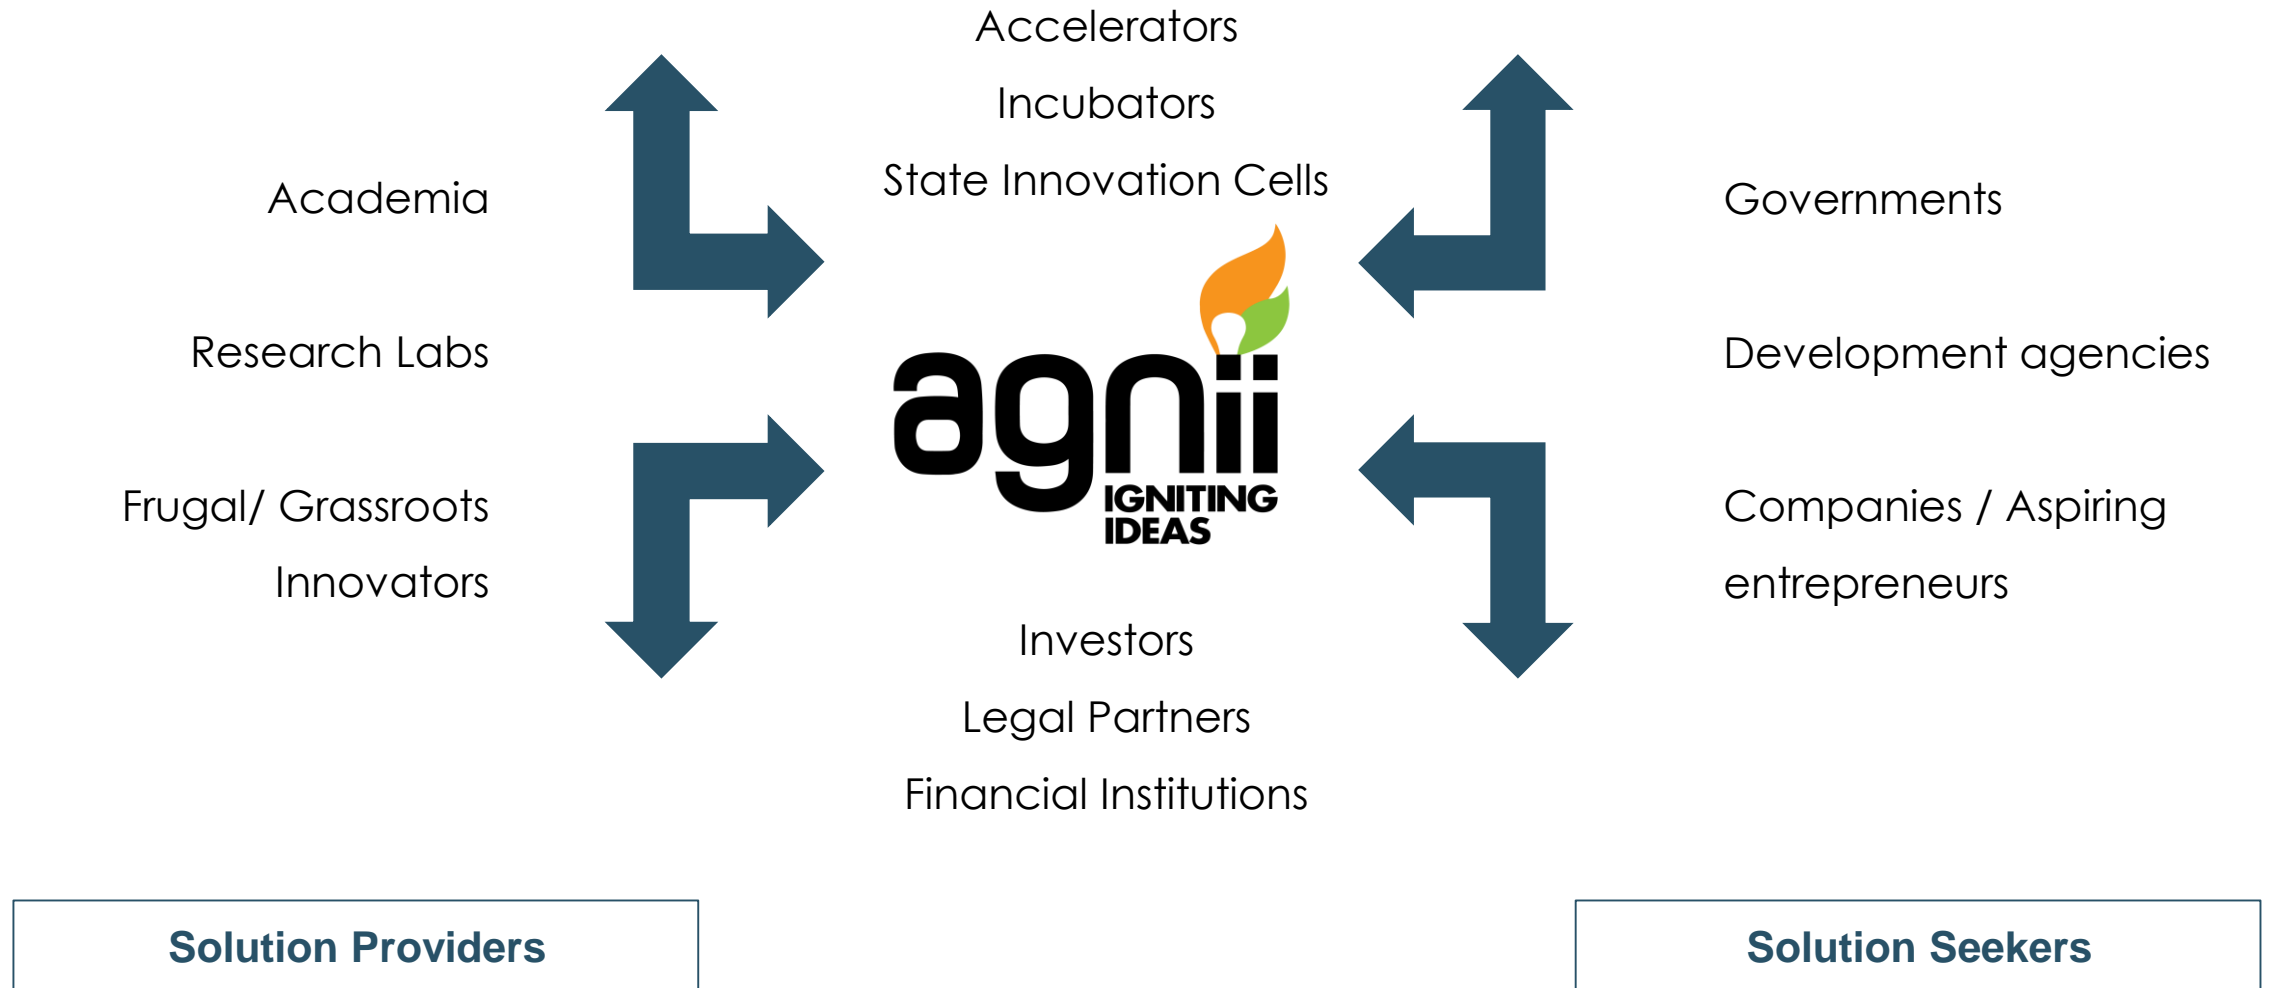 Accelerators
Incubators
State Innovation Cells
Academia
Research Labs
Frugal/ Grassroots
Innovators
agnii
IGNITING
IDEAS
Governments
Development agencies
Companies / Aspiring
entrepreneurs
Investors
Legal Partners
Financial Institutions
Solution Providers
Solution Seekers